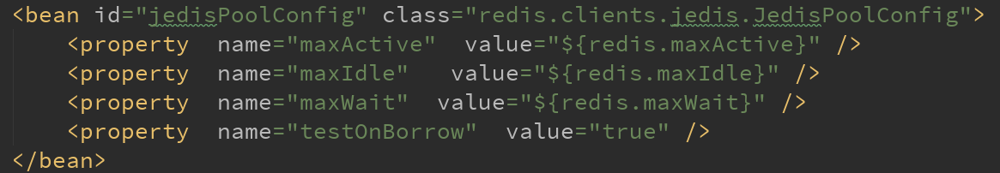 <bean id="jedisPoolConfig" class="redis.clients.jedis.JedisPoolConfig">
    <property  name="maxActive"  value="${redis.maxActive}" />
    <property  name="maxIdle"   value="${redis.maxIdle}" />
    <property  name="maxWait"  value="${redis.maxWait}" />
    <property  name="testOnBorrow"  value="true" />
</bean>